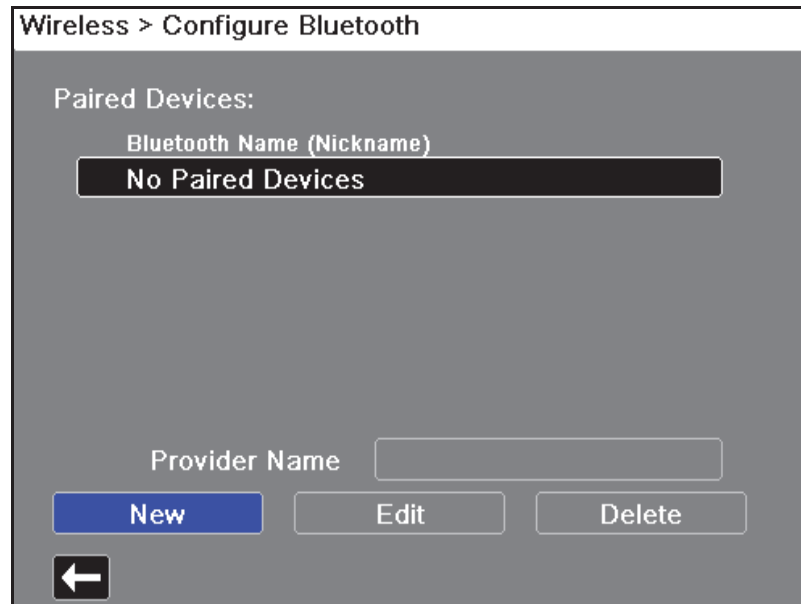 Wireless > Configure Bluetooth
Paired Devices:
Bluetooth Name (Nickname)
No Paired Devices
Provider Name
New Edit Delete